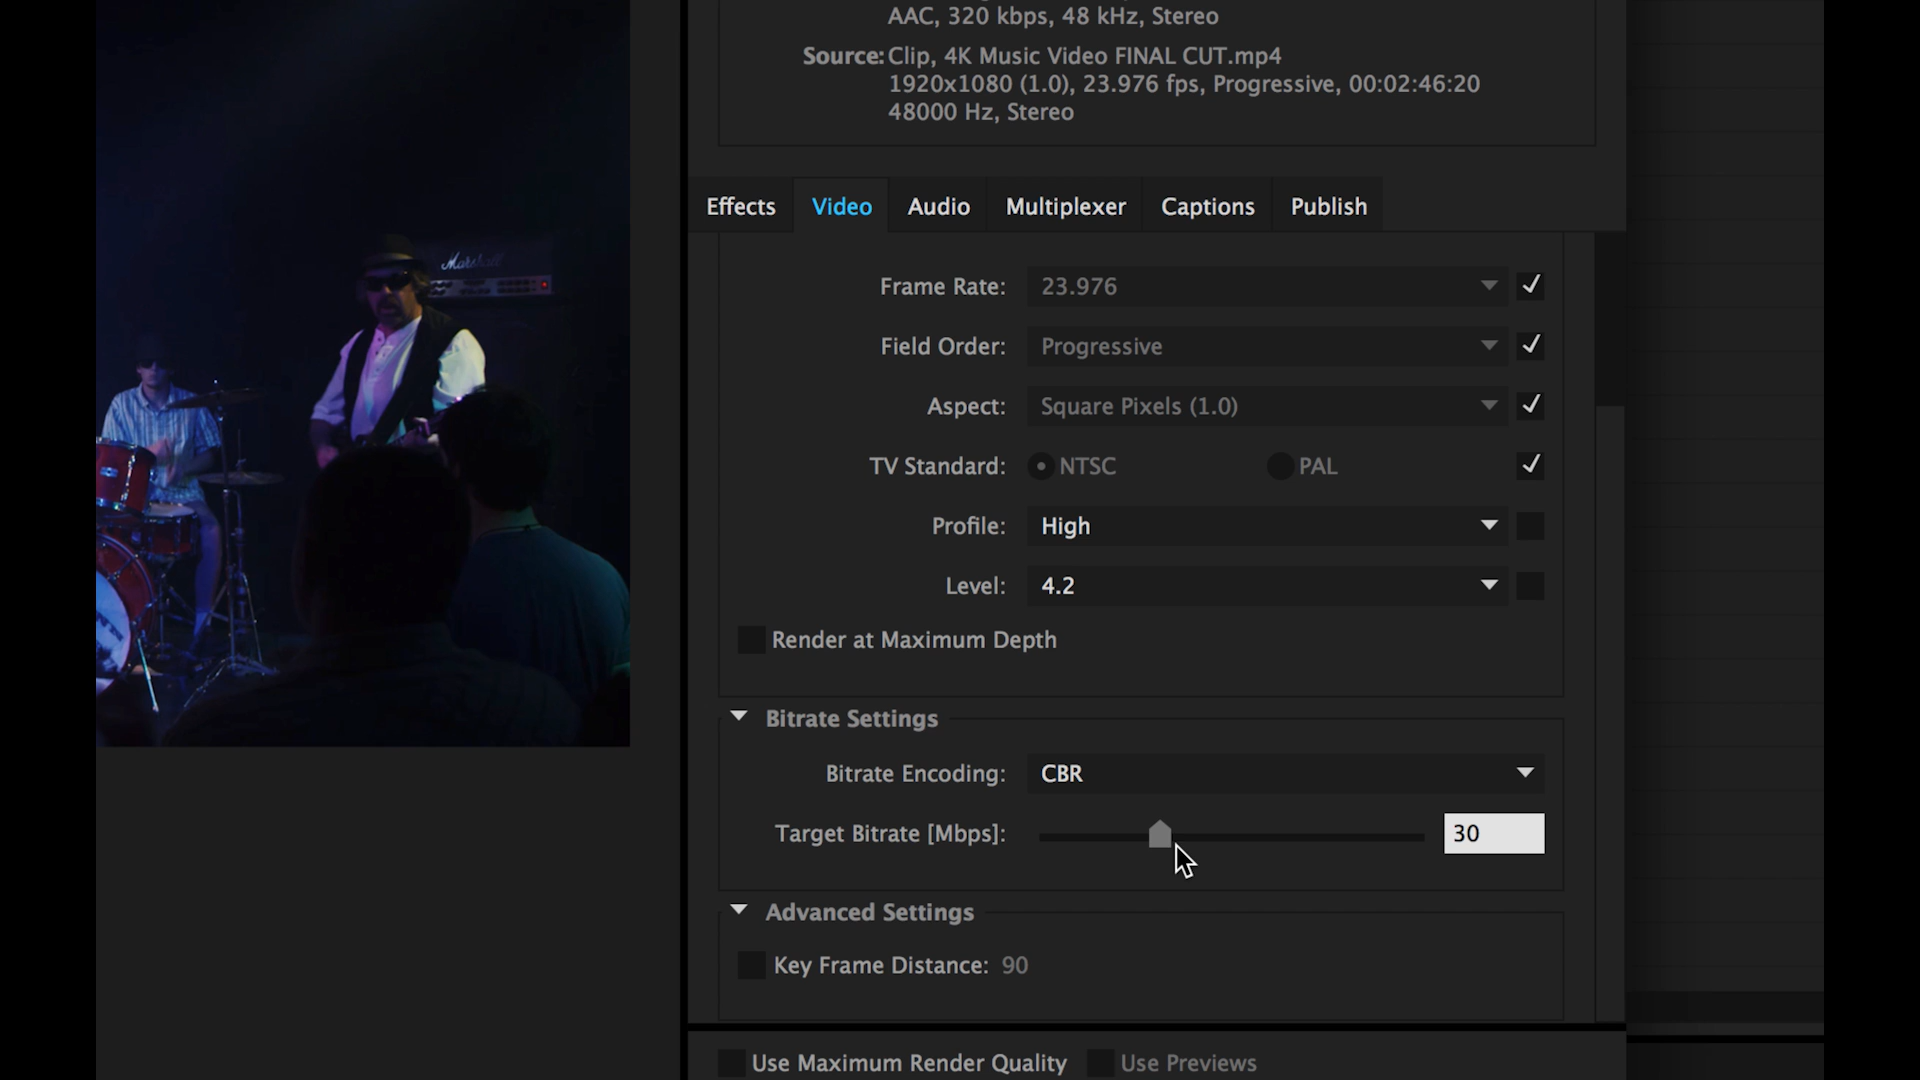 AAC, 320 kbps, 48 kHz, Stereo
Source: Clip, 4K Music Video FINAL CUT.mp4
1920x1080 (1.0), 23.976 fps, Progressive, 00:02:46:20
48000 Hz, Stereo
Effects Video Audio Multiplexer Captions Publish
Marshall
Frame Rate: 23.976
Field Order: Progressive
Aspect: Square Pixels (1.0)
TV Standard: NTSC PAL
Profile: High
Level: 4.2
Render at Maximum Depth
Bitrate Settings
Bitrate Encoding: CBR
Target Bitrate [Mbps]: 30
Advanced Settings
Key Frame Distance: 90
Use Maximum Render Quality Use Previews